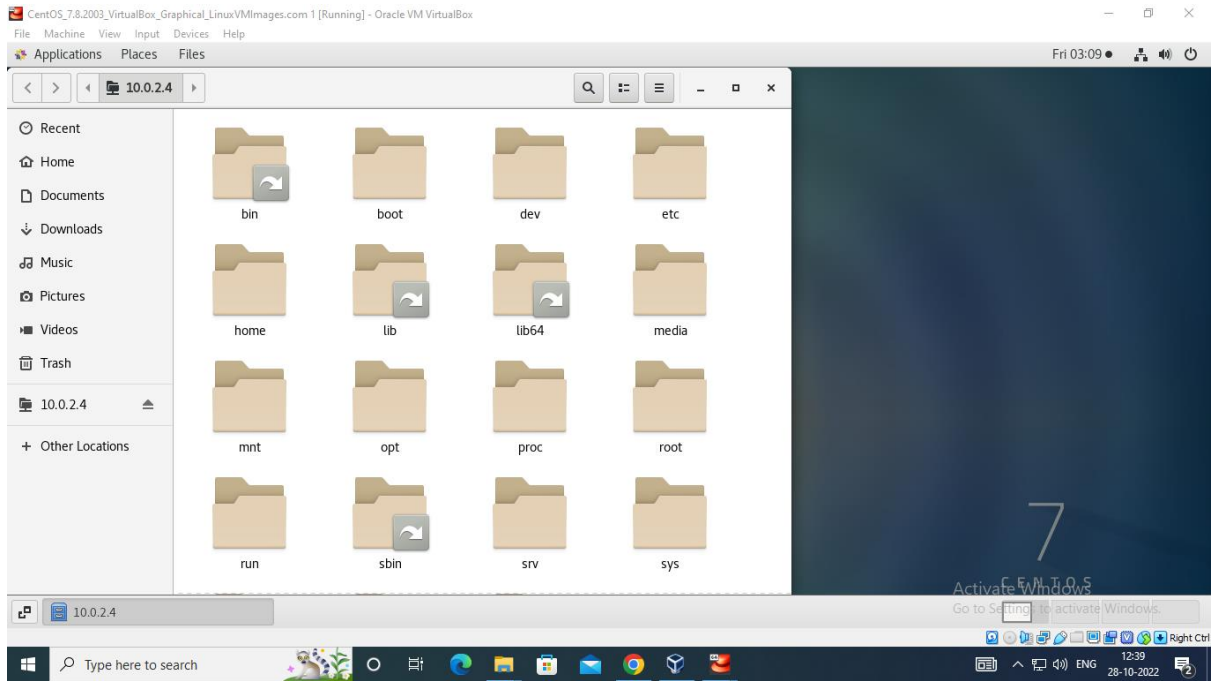 CentOS_7.8.2003_VirtualBox_Graphical_LinuxVMImages.com 1 [Running] - Oracle VM VirtualBox
File Machine View Input Devices Help
Applications Places Files Fri 03:09
10.0.2.4
Recent
Home
Documents
Downloads
Music
Pictures
Videos
Trash
10.0.2.4
+ Other Locations
bin boot dev etc
home lib lib64 media
mnt opt proc root
run sbin srv sys
7
CENTOS
Activate Windows
Go to Settings to activate Windows.
10.0.2.4
Right Ctrl
Type here to search
ENG
12:39
28-10-2022
2